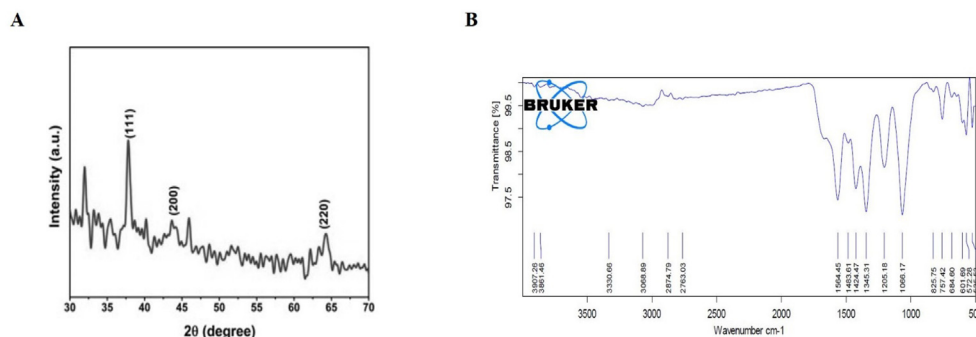 A
B
Intensity (a.u.)
(111)
(200)
(220)
30 35 40 45 50 55 60 65 70
2θ (degree)
BRUKER
Transmittance [%]
99.5
98.5
97.5
3907.26
3861.46
3330.66
3068.69
2874.79
2763.03
1564.45
1483.61
1424.47
1345.31
1205.18
1066.17
825.75
757.42
684.60
601.69
572.28
3500 3000 2500 2000 1500 1000 500
Wavenumber cm-1